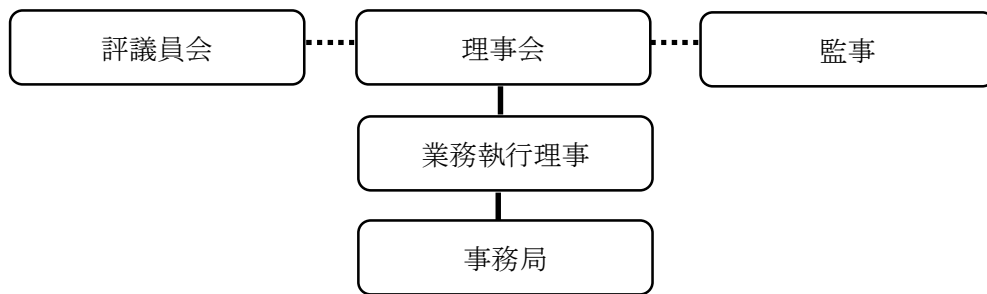 評議員会
理事会
監事
業務執行理事
事務局